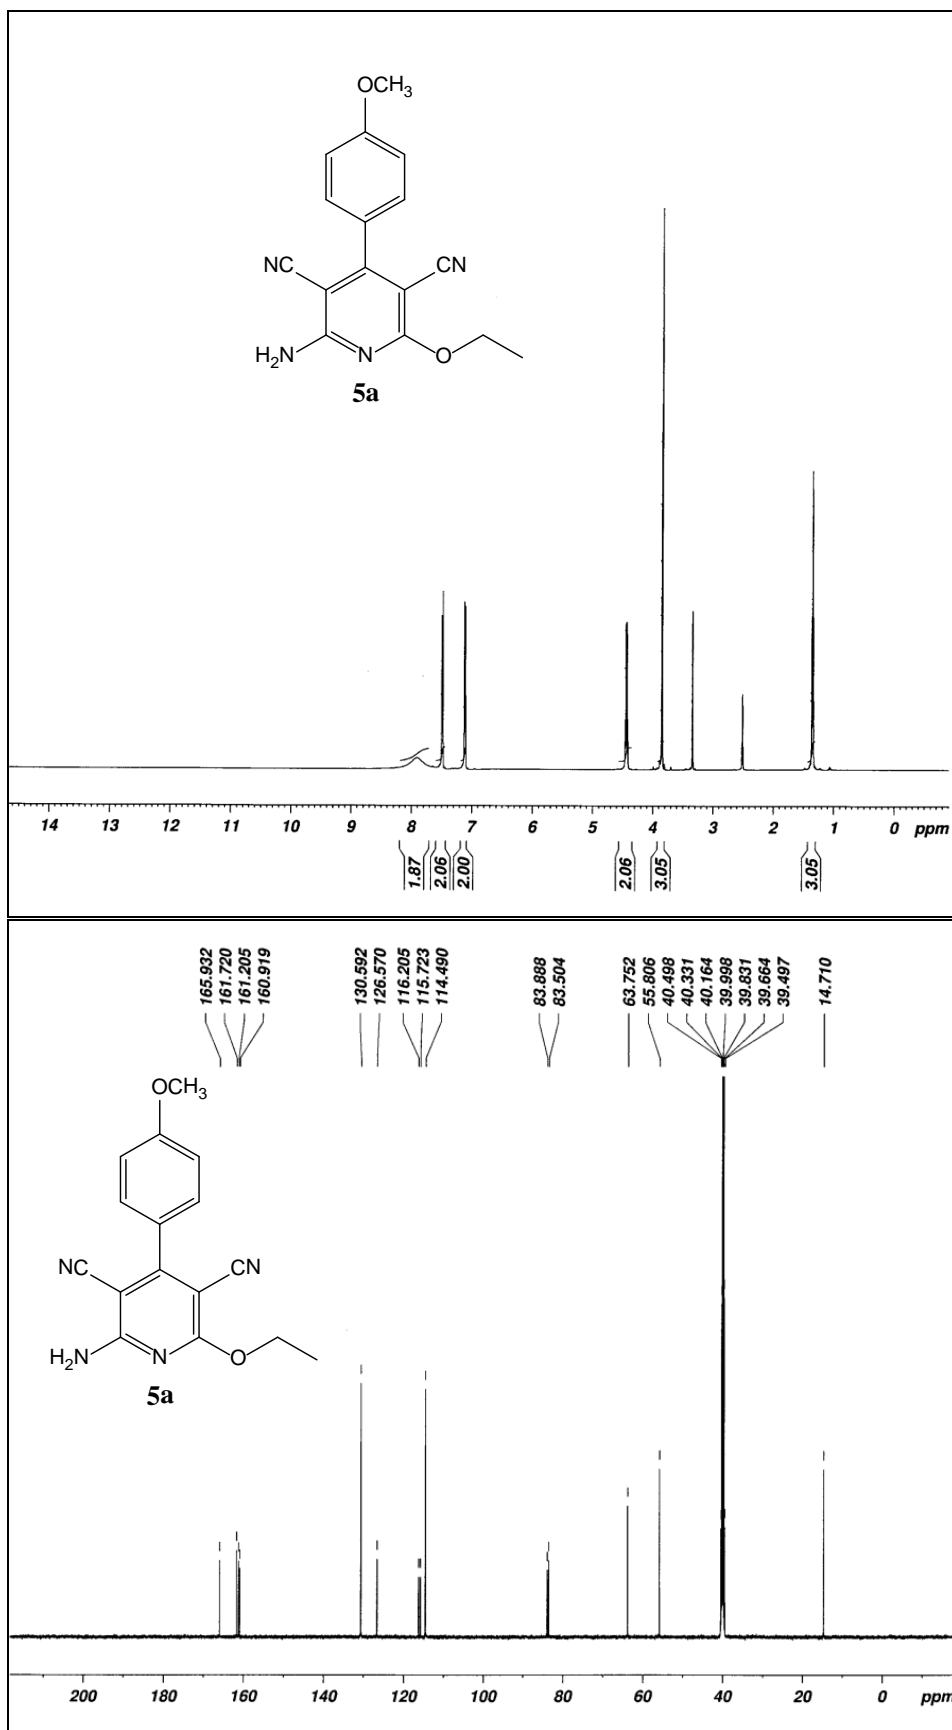 OCH3
NC
CN
H2N
N
O
5a
14 13 12 11 10 9 8 7 6 5 4 3 2 1 0 ppm
1.87
2.06
2.00
2.06
3.05
3.05
165.932
161.720
161.205
160.919
130.592
126.570
116.205
115.723
114.490
83.888
83.504
63.752
55.806
40.498
40.331
40.164
39.998
39.831
39.664
39.497
14.710
OCH3
NC
CN
H2N
N
O
5a
200 180 160 140 120 100 80 60 40 20 0 ppm